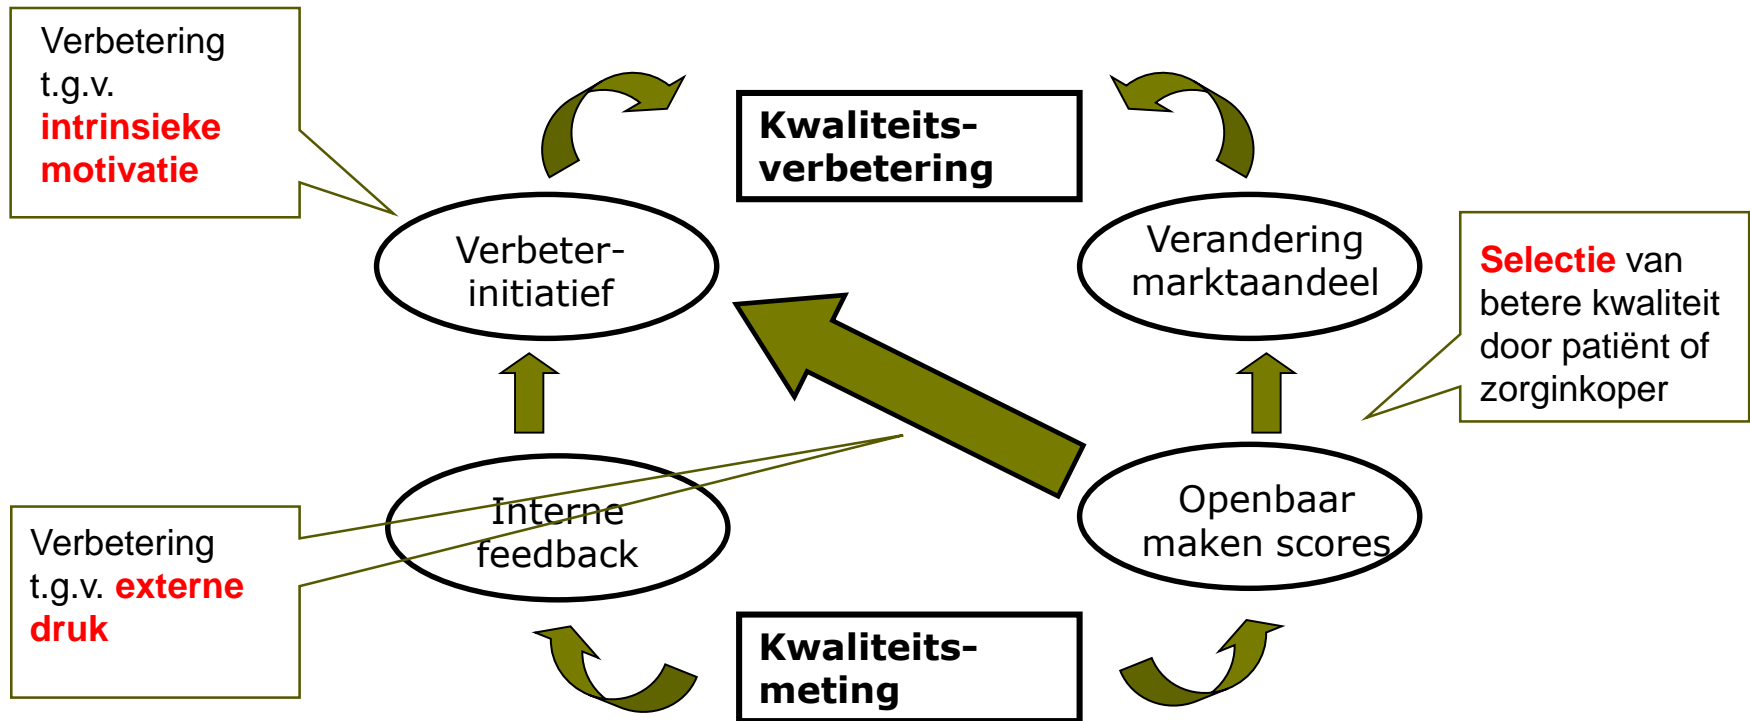 Verbetering
t.g.v.
intrinsieke
motivatie
Kwaliteits-
verbetering
Verbeter-
initiatief
Verandering
marktaandeel
Selectie van
betere kwaliteit
door patiënt of
zorginkoper
Interne
feedback
Openbaar
maken scores
Verbetering
t.g.v. externe
druk
Kwaliteits-
meting